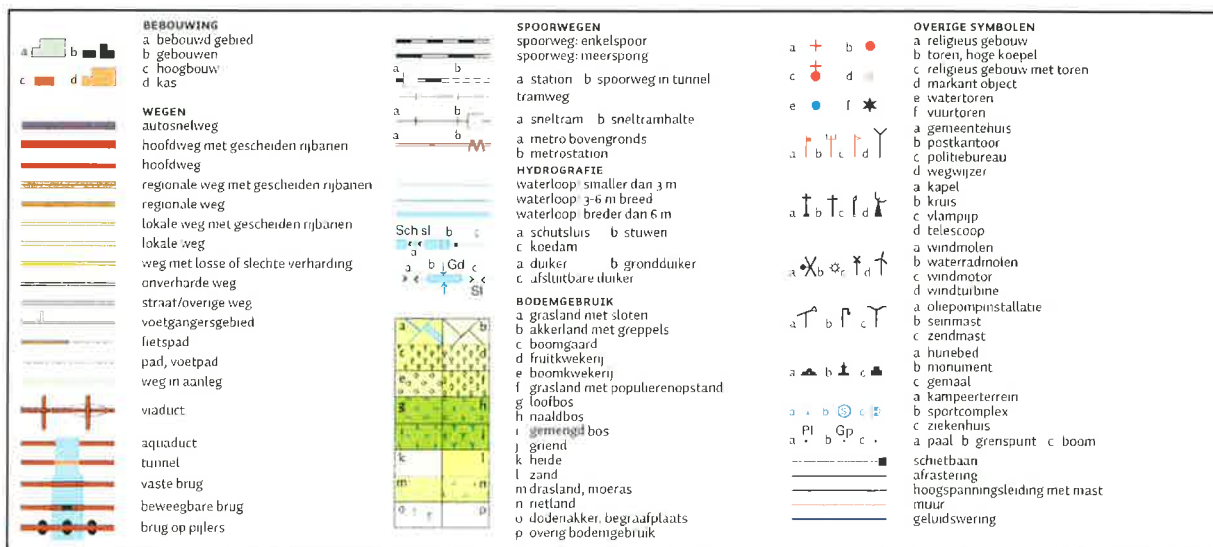 BEBOUWING
a bebouwd gebied
b gebouwen
c hoogbouw
d kas
a b
c d
WEGEN
autosnelweg
hoofdweg met gescheiden rijbanen
hoofdweg
regionale weg met gescheiden rijbanen
regionale weg
lokale weg met gescheiden rijbanen
lokale weg
weg met losse of slechte verharding
onverharde weg
straat/overige weg
voetgangersgebied
fietspad
pad, voetpad
weg in aanleg
viaduct
aquaduct
tunnel
vaste brug
beweegbare brug
brug op pijlers
SPOORWEGEN
spoorweg: enkelspoor
spoorweg: meersporig
a b
a station b spoorweg in tunnel
tramweg
a b
a sneltram b sneltramhalte
a b
a metro bovengronds
b metrostation
HYDROGRAFIE
waterloop: smaller dan 3 m
waterloop: 3-6 m breed
waterloop: breder dan 6 m
Sch sl b c
a
a schutsluis b stuwen
c koedam
a b Gd c
Sl
a duiker b grondduiker
c afsluitbare duiker
BODEMGEBRUIK
a grasland met sloten
b akkerland met greppels
c boomgaard
d fruitkwekerij
e boomkwekerij
f grasland met populierenopstand
g loofbos
h naaldbos
i gemengd bos
j griend
k heide
l zand
m drasland, moeras
n rietland
o dodenakker, begraafplaats
p overig bodemgebruik
a b
c d
e f
g h
i j
k l
m n
o p
OVERIGE SYMBOLEN
a religieus gebouw
b toren, hoge koepel
c religieus gebouw met toren
d markant object
e watertoren
f vuurtoren
a b
c d
e f
a gemeentehuis
b postkantoor
c politiebureau
d wegwijzer
a b c d
a kapel
b kruis
c vlampijp
d telescoop
a b c d
a windmolen
b waterradmolen
c windmotor
d windturbine
a b c d
a oliepompinstallatie
b seinmast
c zendmast
a b c
a hunebed
b monument
c gemaal
a b c
a kampeerterrein
b sportcomplex
c ziekenhuis
a b S c
Pl Gp
a b c
a paal b grenspunt c boom
schietbaan
afrastering
hoogspanningsleiding met mast
muur
geluidswering